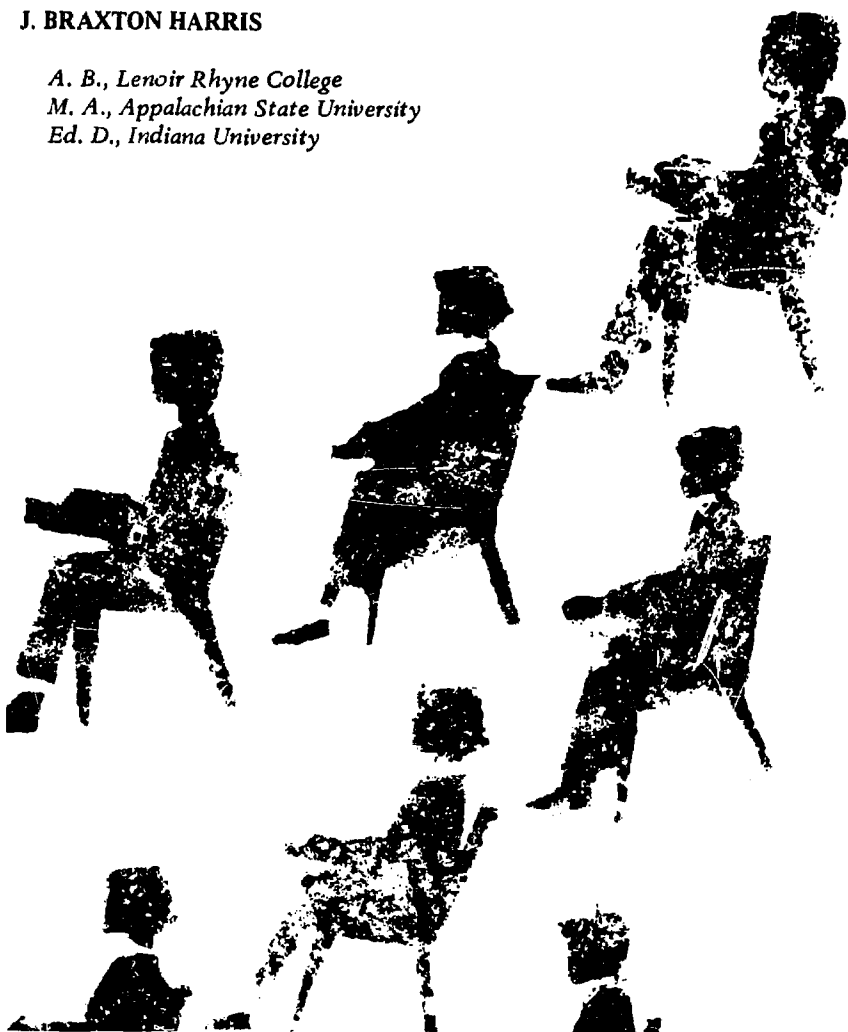 J. BRAXTON HARRIS
A. B., Lenoir Rhyne College
M. A., Appalachian State University
Ed. D., Indiana University